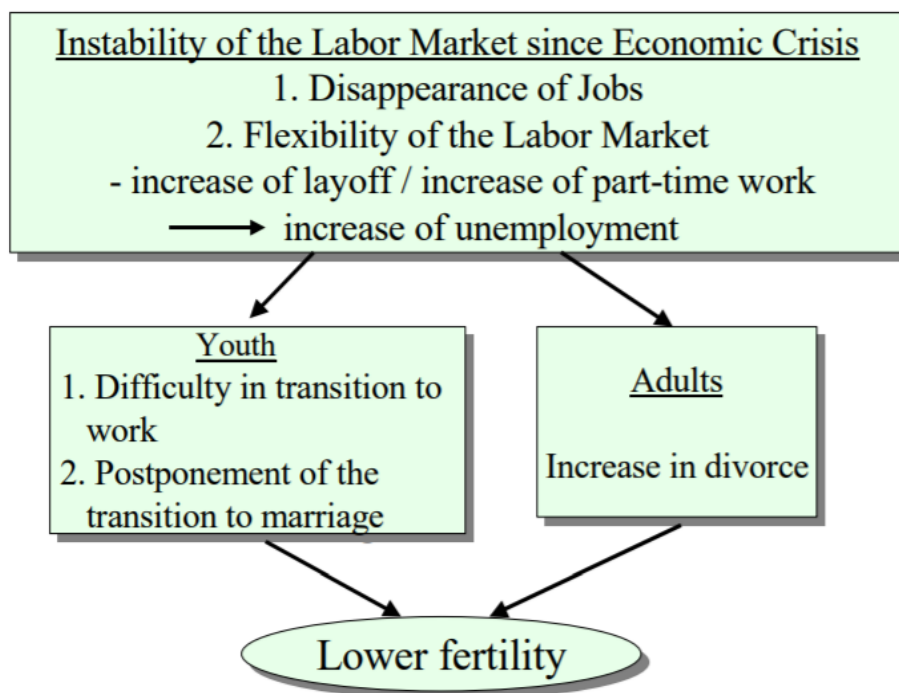 Instability of the Labor Market since Economic Crisis
1. Disappearance of Jobs
2. Flexibility of the Labor Market
- increase of layoff / increase of part-time work
increase of unemployment
Youth
1. Difficulty in transition to
work
2. Postponement of the
transition to marriage
Adults
Increase in divorce
Lower fertility